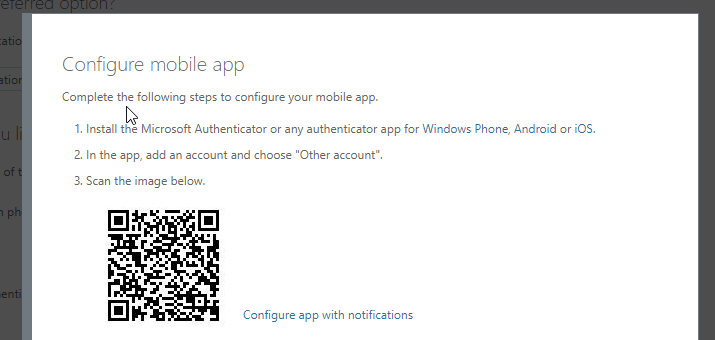 referred option?
Configure mobile app
Complete the following steps to configure your mobile app.
1. Install the Microsoft Authenticator or any authenticator app for Windows Phone, Android or iOS.
2. In the app, add an account and choose "Other account".
3. Scan the image below.
Configure app with notifications